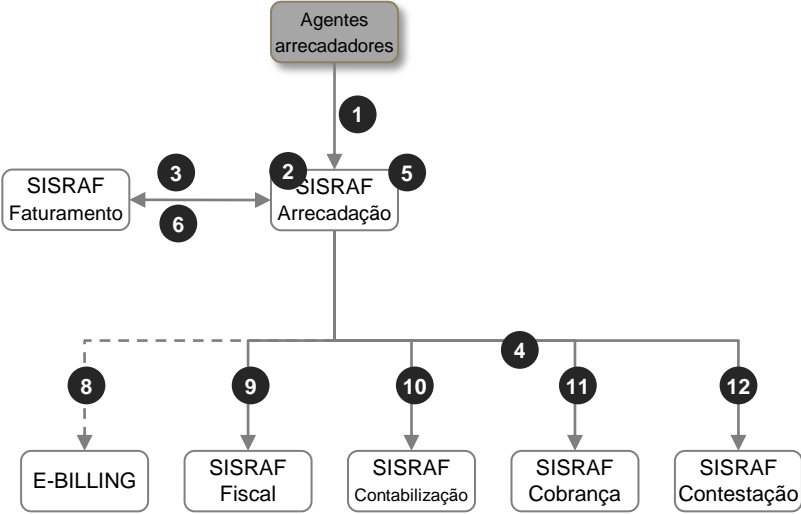 Agentes
arrecadadores
1
3
2
5
SISRAF
Faturamento
SISRAF
Arrecadação
6
4
8
9
10
11
12
E-BILLING
SISRAF
Fiscal
SISRAF
Contabilização
SISRAF
Cobrança
SISRAF
Contestação